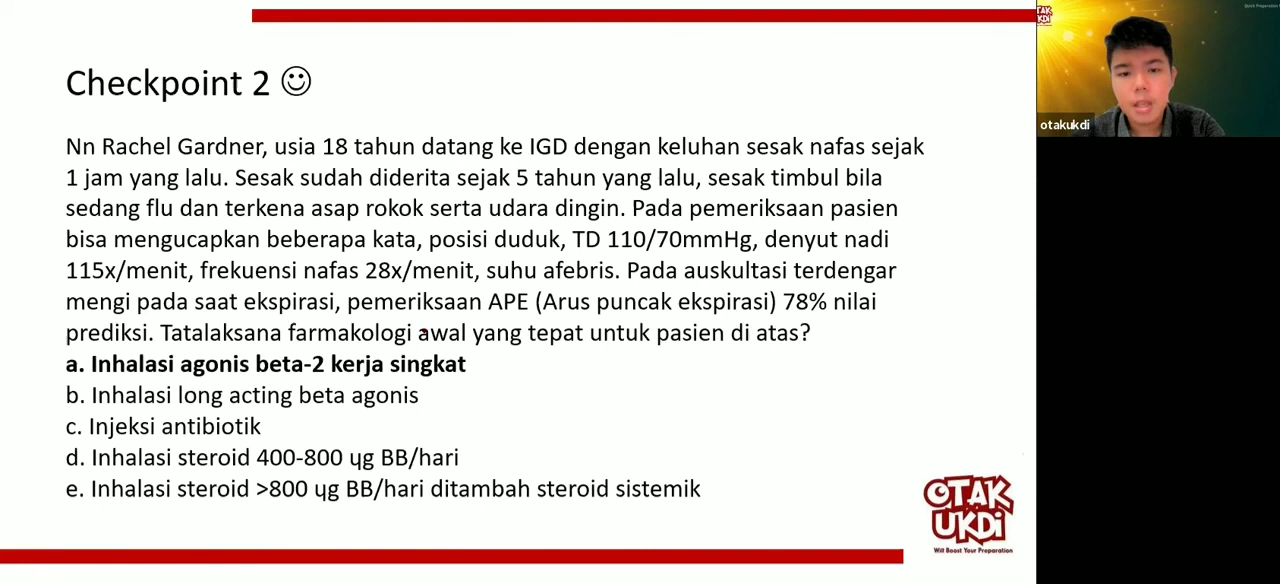 Checkpoint 2 ☺
Nn Rachel Gardner, usia 18 tahun datang ke IGD dengan keluhan sesak nafas sejak
1 jam yang lalu. Sesak sudah diderita sejak 5 tahun yang lalu, sesak timbul bila
sedang flu dan terkena asap rokok serta udara dingin. Pada pemeriksaan pasien
bisa mengucapkan beberapa kata, posisi duduk, TD 110/70mmHg, denyut nadi
115x/menit, frekuensi nafas 28x/menit, suhu afebris. Pada auskultasi terdengar
mengi pada saat ekspirasi, pemeriksaan APE (Arus puncak ekspirasi) 78% nilai
prediksi. Tatalaksana farmakologi awal yang tepat untuk pasien di atas?
a. Inhalasi agonis beta-2 kerja singkat
b. Inhalasi long acting beta agonis
c. Injeksi antibiotik
d. Inhalasi steroid 400-800 ųg BB/hari
e. Inhalasi steroid >800 ųg BB/hari ditambah steroid sistemik
OTAK
UKDi
Will Boost Your Preparation
OTAK
UKDI
otakukdi